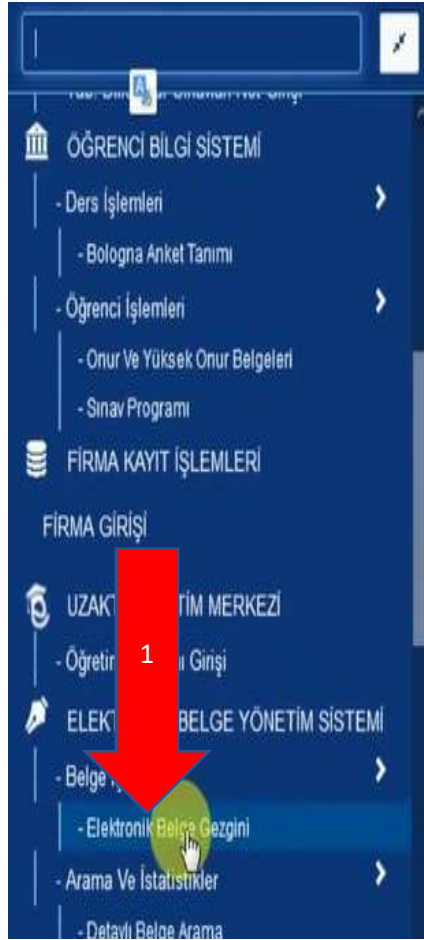 ÖĞRENCİ BİLGİ SİSTEMİ
- Ders İşlemleri
- Bologna Anket Tanımı
- Öğrenci İşlemleri
- Onur Ve Yüksek Onur Belgeleri
- Sınav Programı
FİRMA KAYIT İŞLEMLERİ
FİRMA GİRİŞİ
UZAKT TİM MERKEZİ
1
- Öğretim Girişi
ELEKT BELGE YÖNETİM SİSTEMİ
- Belge
- Elektronik Belge Gezgini
- Arama Ve İstatistikler
- Detaylı Belge Arama